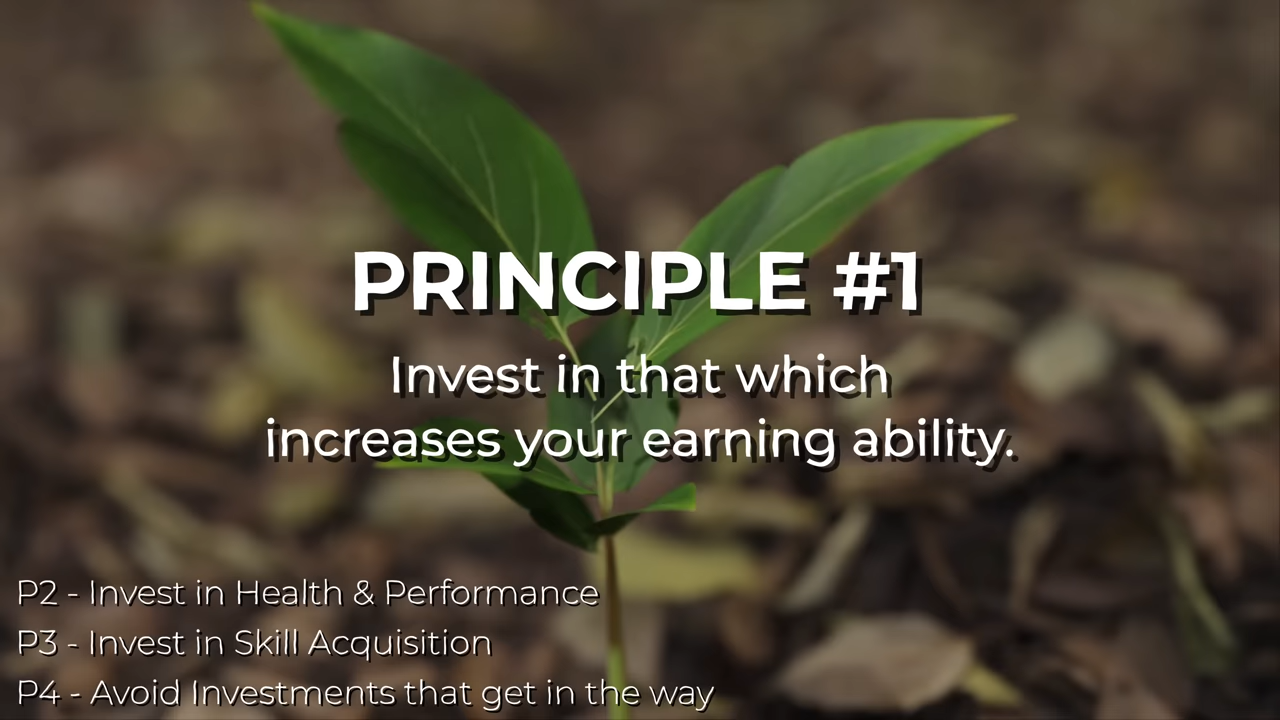 PRINCIPLE #1
Invest in that which
increases your earning ability.
P2 - Invest in Health & Performance
P3 - Invest in Skill Acquisition
P4 - Avoid Investments that get in the way